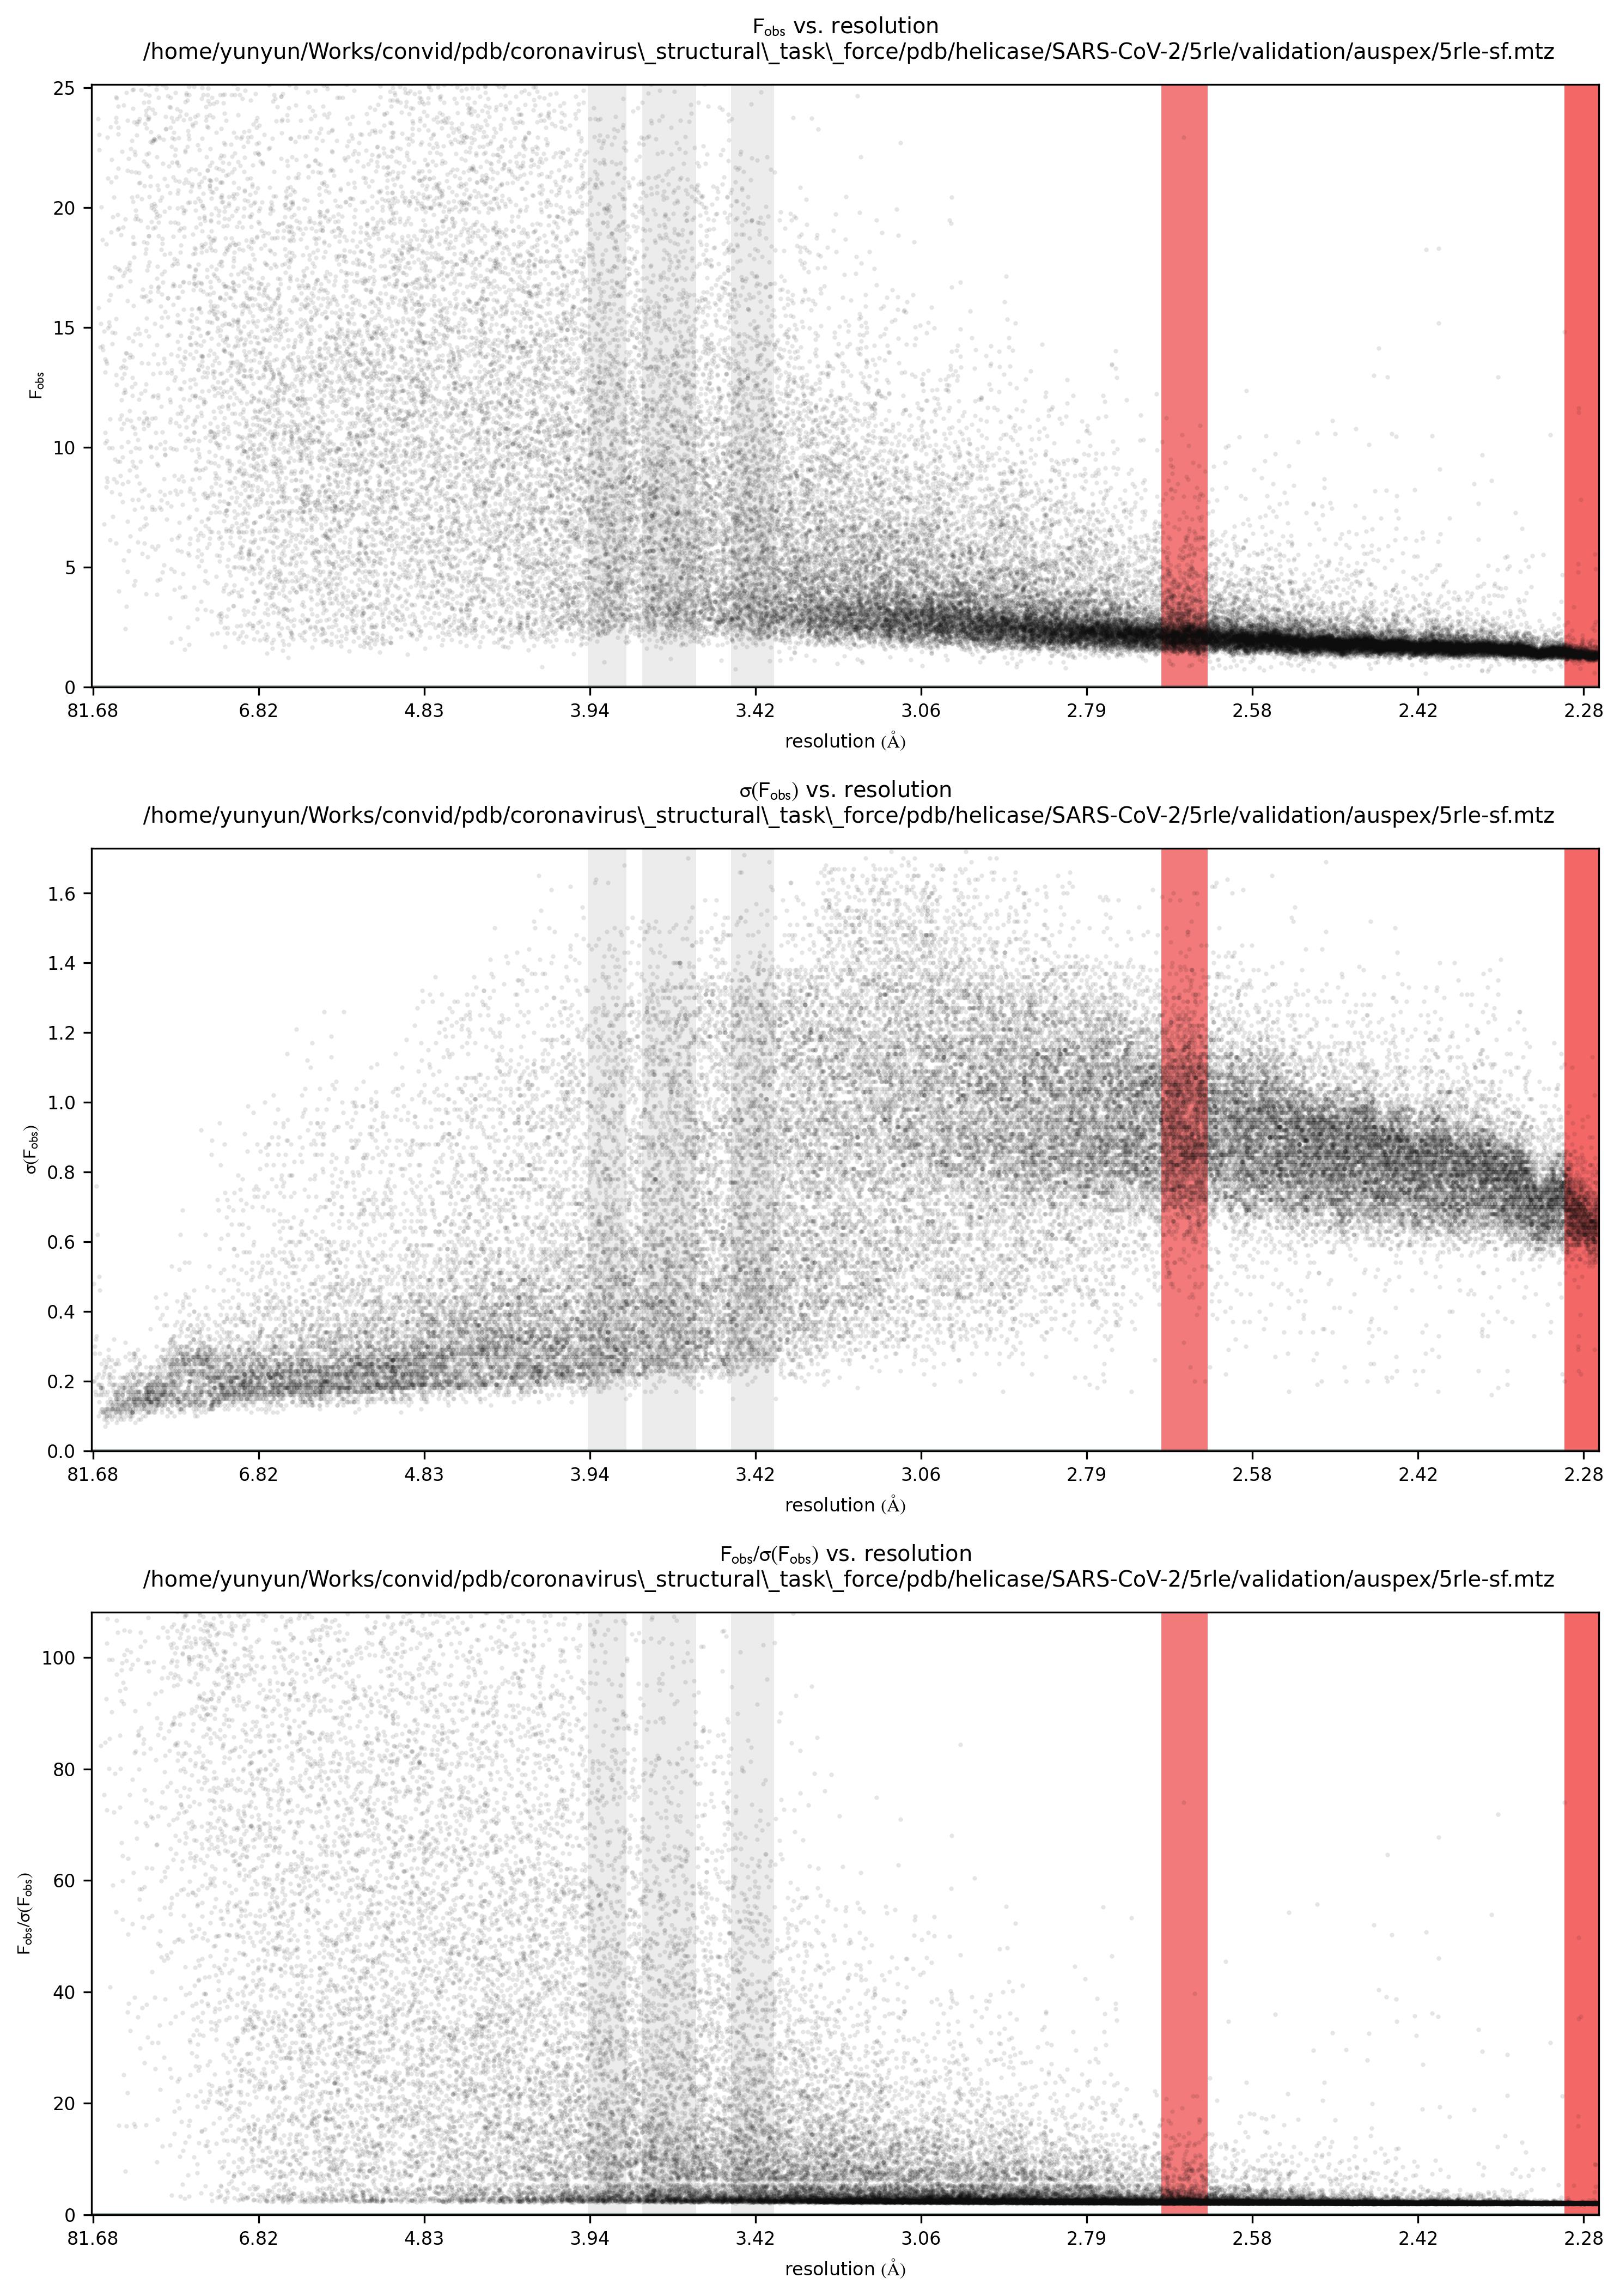 Fobs vs. resolution
/home/yunyun/Works/convid/pdb/coronavirus\_structural\_task\_force/pdb/helicase/SARS-CoV-2/5rle/validation/auspex/5rle-sf.mtz
25
20
15
10
5
0
Fobs
81.68 6.82 4.83 3.94 3.42 3.06 2.79 2.58 2.42 2.28
resolution (Å)
σ(Fobs) vs. resolution
/home/yunyun/Works/convid/pdb/coronavirus\_structural\_task\_force/pdb/helicase/SARS-CoV-2/5rle/validation/auspex/5rle-sf.mtz
1.6
1.4
1.2
1.0
0.8
0.6
0.4
0.2
0.0
σ(Fobs)
81.68 6.82 4.83 3.94 3.42 3.06 2.79 2.58 2.42 2.28
resolution (Å)
Fobs/σ(Fobs) vs. resolution
/home/yunyun/Works/convid/pdb/coronavirus\_structural\_task\_force/pdb/helicase/SARS-CoV-2/5rle/validation/auspex/5rle-sf.mtz
100
80
60
40
20
0
Fobs/σ(Fobs)
81.68 6.82 4.83 3.94 3.42 3.06 2.79 2.58 2.42 2.28
resolution (Å)